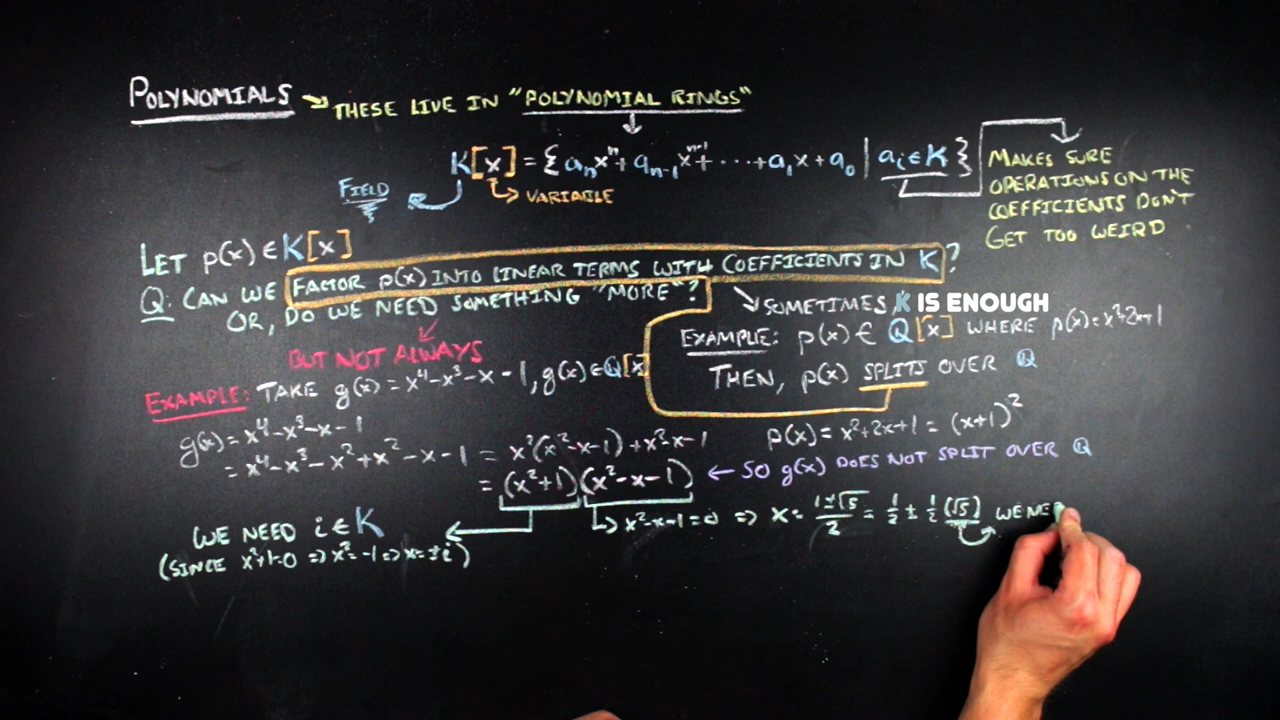 POLYNOMIALS → THESE LIVE IN "POLYNOMIAL RINGS"
K[x] = { aₙxⁿ + aₙ₋₁xⁿ⁻¹ + ⋯ + a₁x + a₀ | aᵢ ∈ K }
FIELD
VARIABLE
MAKES SURE
OPERATIONS ON THE
COEFFICIENTS DON'T
GET TOO WEIRD
LET p(x) ∈ K[x]
Q: CAN WE FACTOR p(x) INTO LINEAR TERMS WITH COEFFICIENTS IN K?
OR, DO WE NEED SOMETHING "MORE"?
SOMETIMES, K IS ENOUGH
EXAMPLE: p(x) ∈ Q[x] WHERE p(x) = x²+2x+1
THEN, p(x) SPLITS OVER Q
p(x) = x²+2x+1 = (x+1)²
BUT NOT ALWAYS
EXAMPLE: TAKE g(x) = x⁴-x³-x-1, g(x) ∈ Q[x]
g(x) = x⁴-x³-x-1
= x⁴-x³-x²+x²-x-1 = x²(x²-x-1)+x²-x-1
= (x²+1)(x²-x-1) ← SO g(x) DOES NOT SPLIT OVER Q
WE NEED i ∈ K
(SINCE x²+1=0 ⇒ x²=-1 ⇒ x=±i)
x²-x-1=0 ⇒ x = (1±√5)/2 = 1/2 ± 1/2 (√5) WE NE